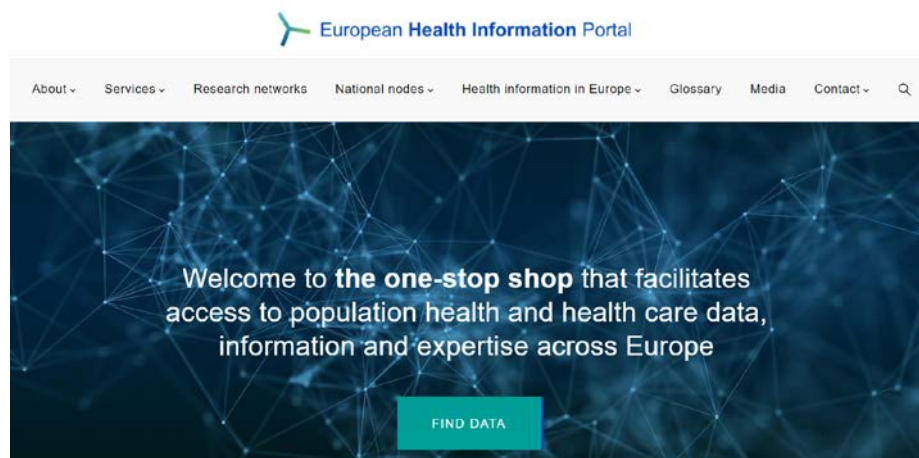 European Health Information Portal
About Services Research networks National nodes Health information in Europe Glossary Media Contact
Welcome to the one-stop shop that facilitates
access to population health and health care data,
information and expertise across Europe
FIND DATA